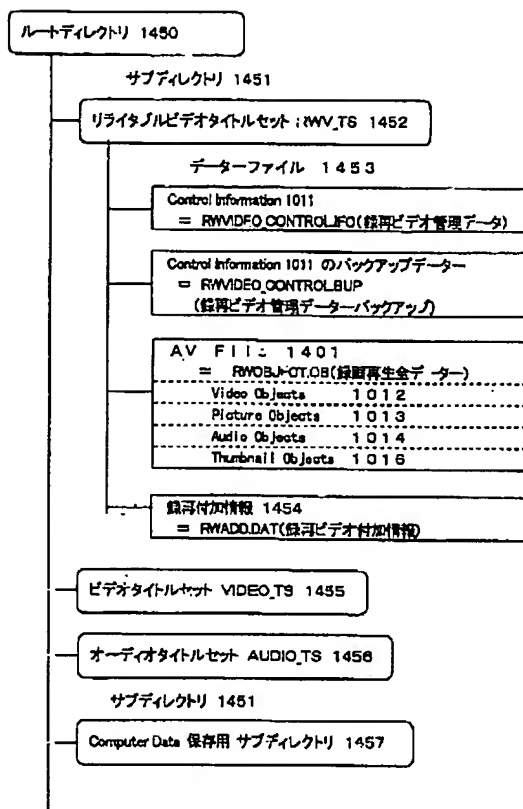 ルートディレクトリ 1450
サブディレクトリ 1451
リライタブルビデオタイトルセット :RWV_TS 1452
データーファイル 1453
Control Information 1011
= RWVIDEO_CONTROL.IFO(録再ビデオ管理データ)
Control Information 1011 のバックアップデーター
= RWVIDEO_CONTROL.BUP
(録再ビデオ管理データーバックアップ)
AV File 1401
= RWOBJECT.OB(録画再生全データー)
Video Objects 1012
Picture Objects 1013
Audio Objects 1014
Thumbnail Objects 1016
録再付加情報 1454
= RWADD.DAT(録再ビデオ付加情報)
ビデオタイトルセット VIDEO_TS 1455
オーディオタイトルセット AUDIO_TS 1456
サブディレクトリ 1451
Computer Data 保存用 サブディレクトリ 1457